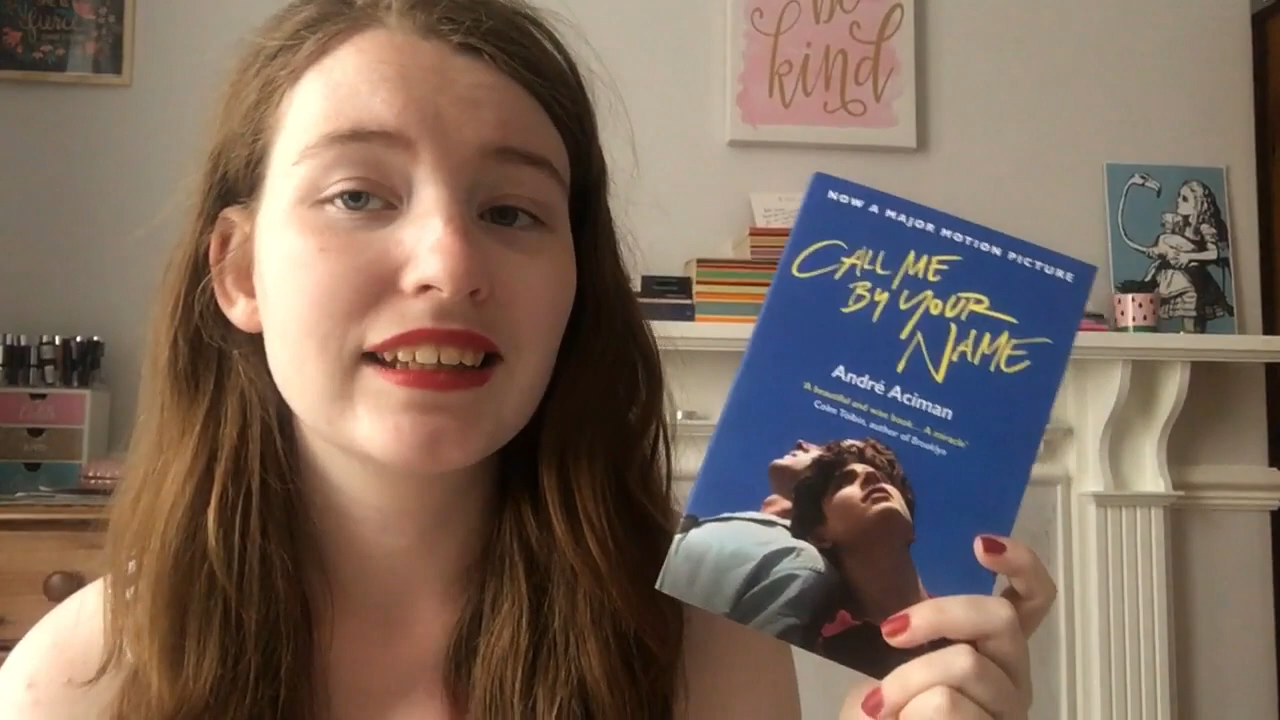 fierce
be
kind
NOW A MAJOR MOTION PICTURE
CALL ME
BY YOUR
NAME
André Aciman
'A beautiful and wise book... A miracle'
Colm Tóibín, author of Brooklyn